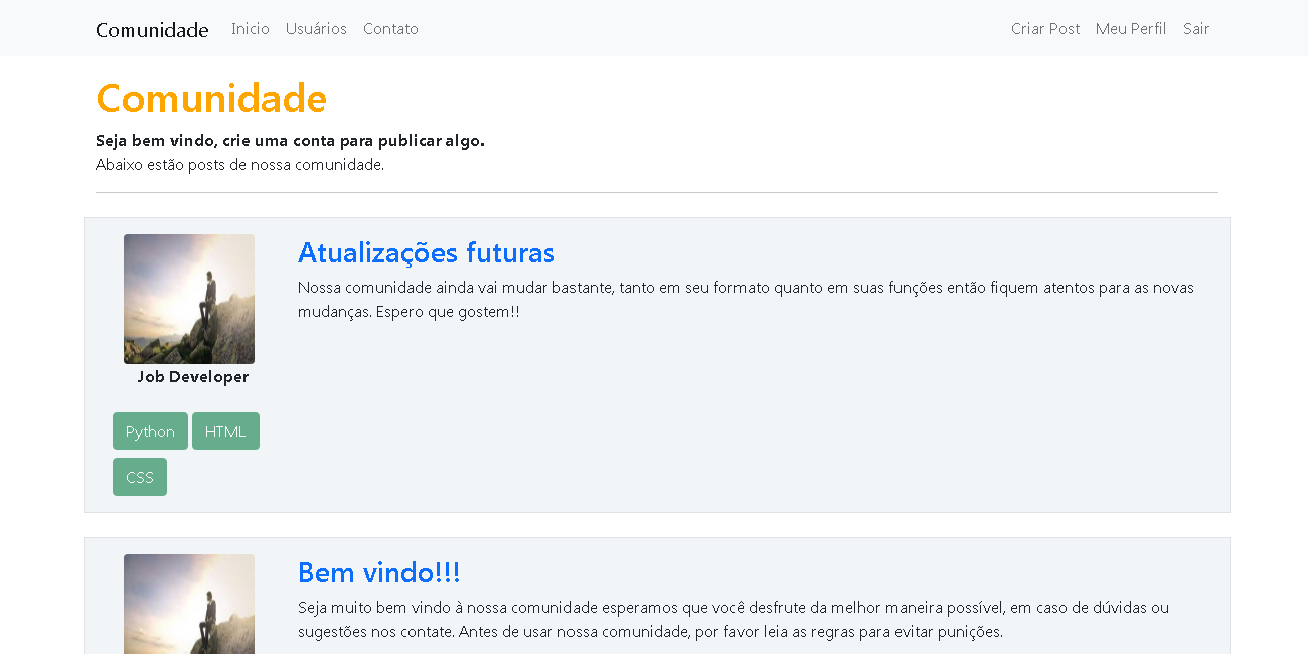 Comunidade Inicio Usuários Contato Criar Post Meu Perfil Sair
Comunidade
Seja bem vindo, crie uma conta para publicar algo.
Abaixo estão posts de nossa comunidade.
Atualizações futuras
Nossa comunidade ainda vai mudar bastante, tanto em seu formato quanto em suas funções então fiquem atentos para as novas
mudanças. Espero que gostem!!
Job Developer
Python HTML
CSS
Bem vindo!!!
Seja muito bem vindo à nossa comunidade esperamos que você desfrute da melhor maneira possível, em caso de dúvidas ou
sugestões nos contate. Antes de usar nossa comunidade, por favor leia as regras para evitar punições.